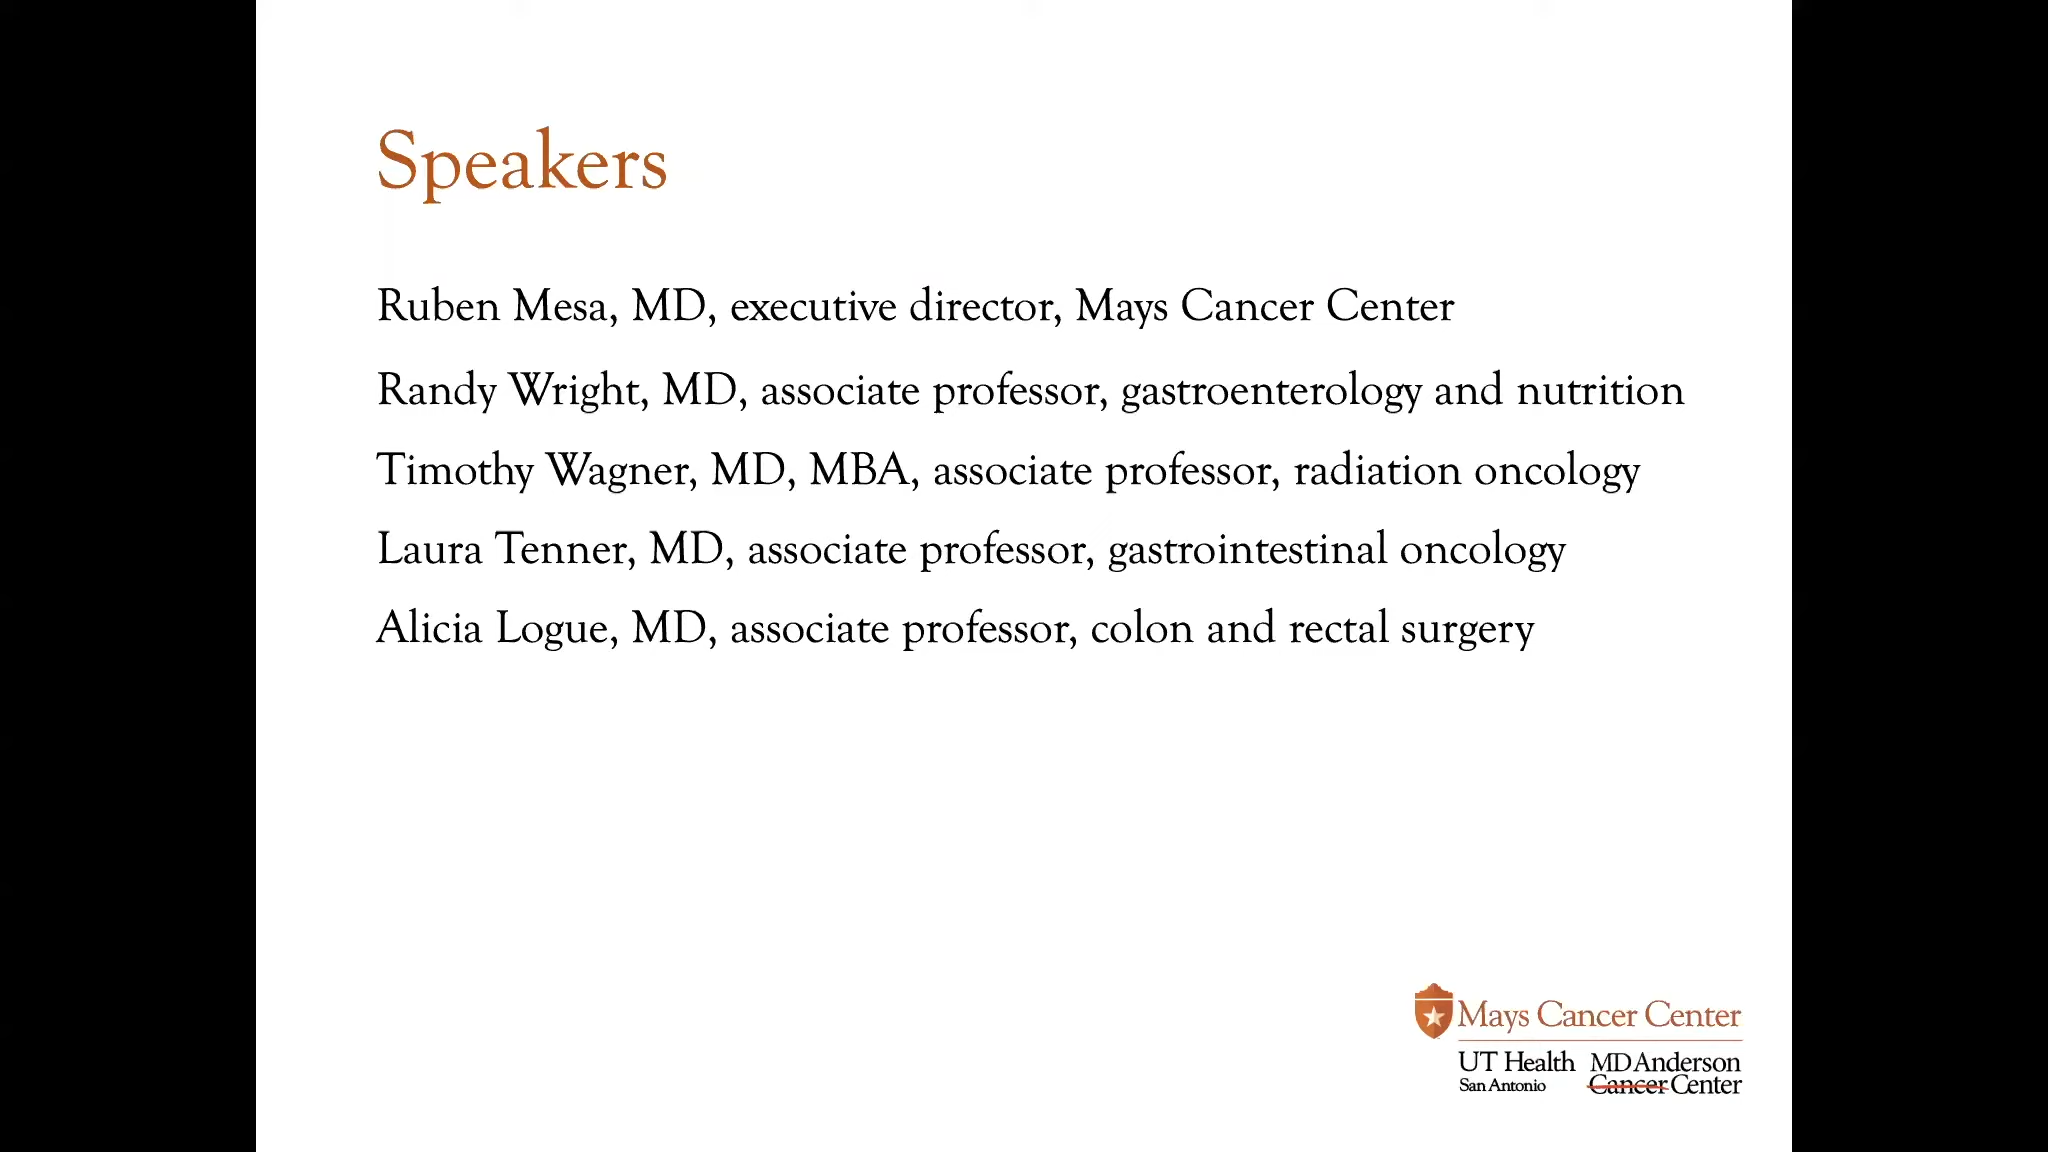 Speakers
Ruben Mesa, MD, executive director, Mays Cancer Center
Randy Wright, MD, associate professor, gastroenterology and nutrition
Timothy Wagner, MD, MBA, associate professor, radiation oncology
Laura Tenner, MD, associate professor, gastrointestinal oncology
Alicia Logue, MD, associate professor, colon and rectal surgery
Mays Cancer Center
UT Health
San Antonio
MD Anderson
Cancer Center